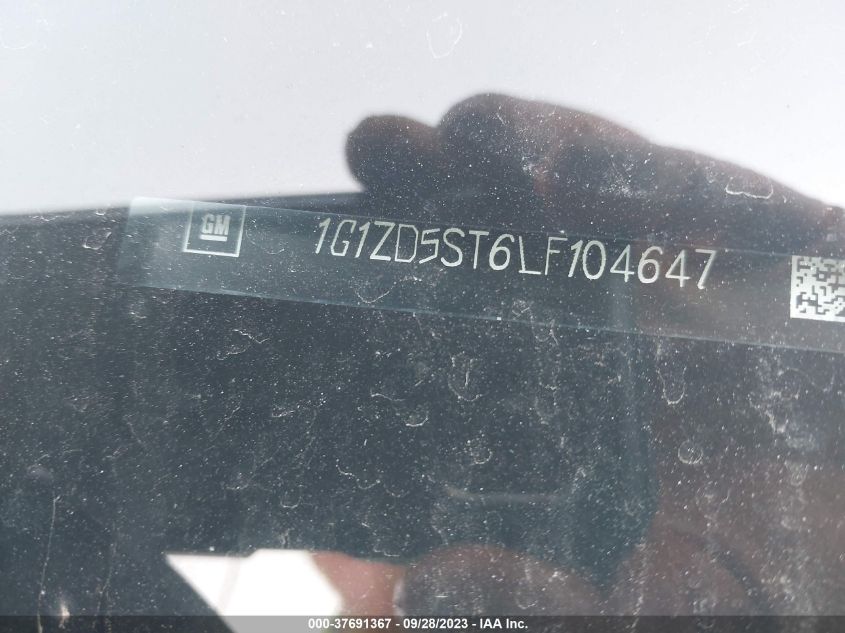 GM
1G1ZD5ST6LF104647
000-37691367 - 09/28/2023 - IAA Inc.